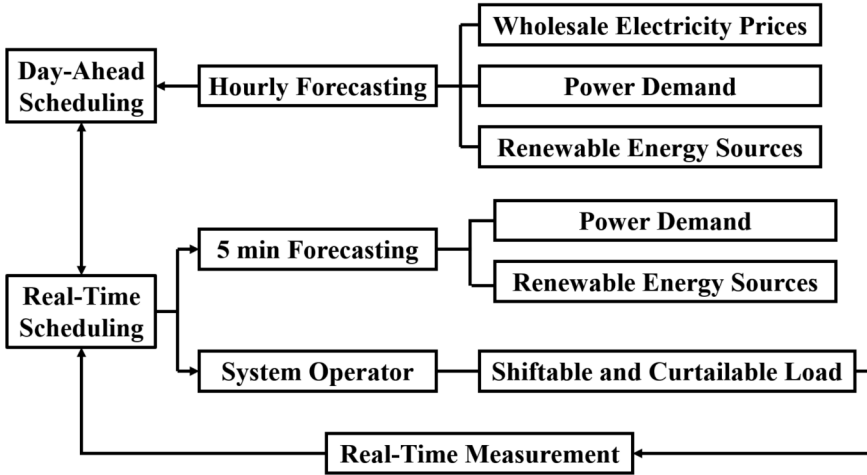 Wholesale Electricity Prices
Day-Ahead
Scheduling
Hourly Forecasting
Power Demand
Renewable Energy Sources
Power Demand
5 min Forecasting
Renewable Energy Sources
Real-Time
Scheduling
System Operator
Shiftable and Curtailable Load
Real-Time Measurement